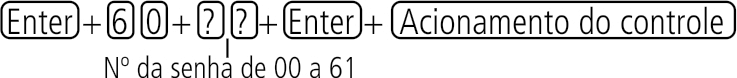 Enter + 6 0 + ? ? + Enter + Acionamento do controle
Nº da senha de 00 a 61